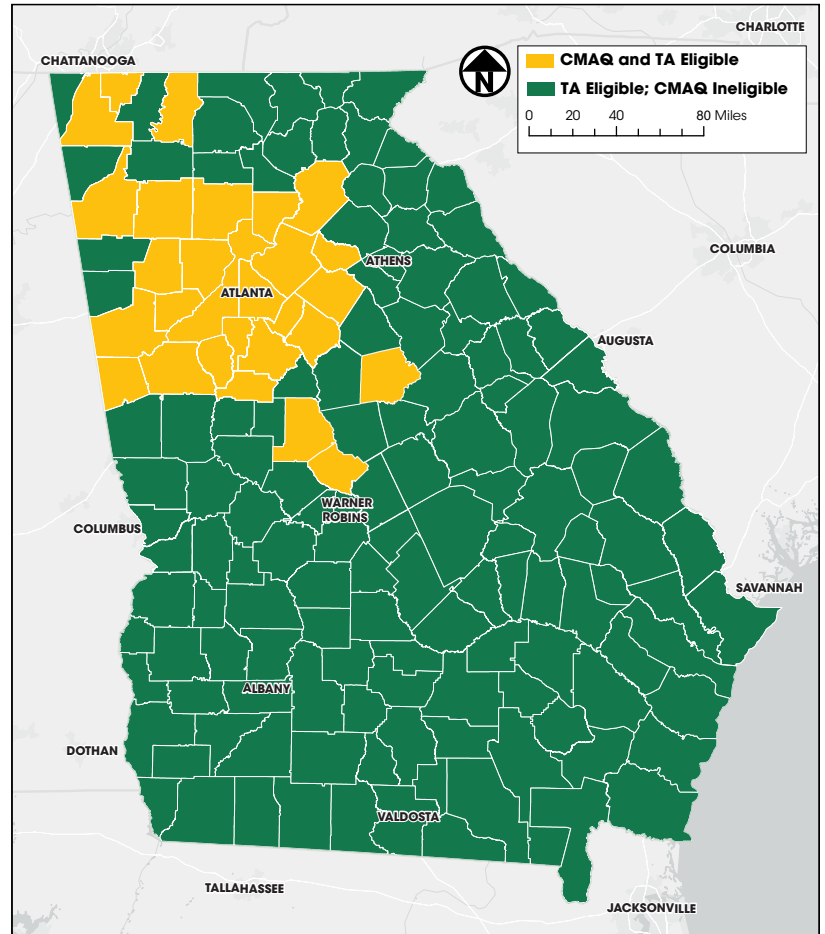 CHARLOTTE
CHATTANOOGA
N
CMAQ and TA Eligible
TA Eligible; CMAQ Ineligible
0 20 40 80 Miles
COLUMBIA
ATHENS
ATLANTA
AUGUSTA
WARNER
ROBINS
COLUMBUS
SAVANNAH
ALBANY
DOTHAN
VALDOSTA
TALLAHASSEE
JACKSONVILLE